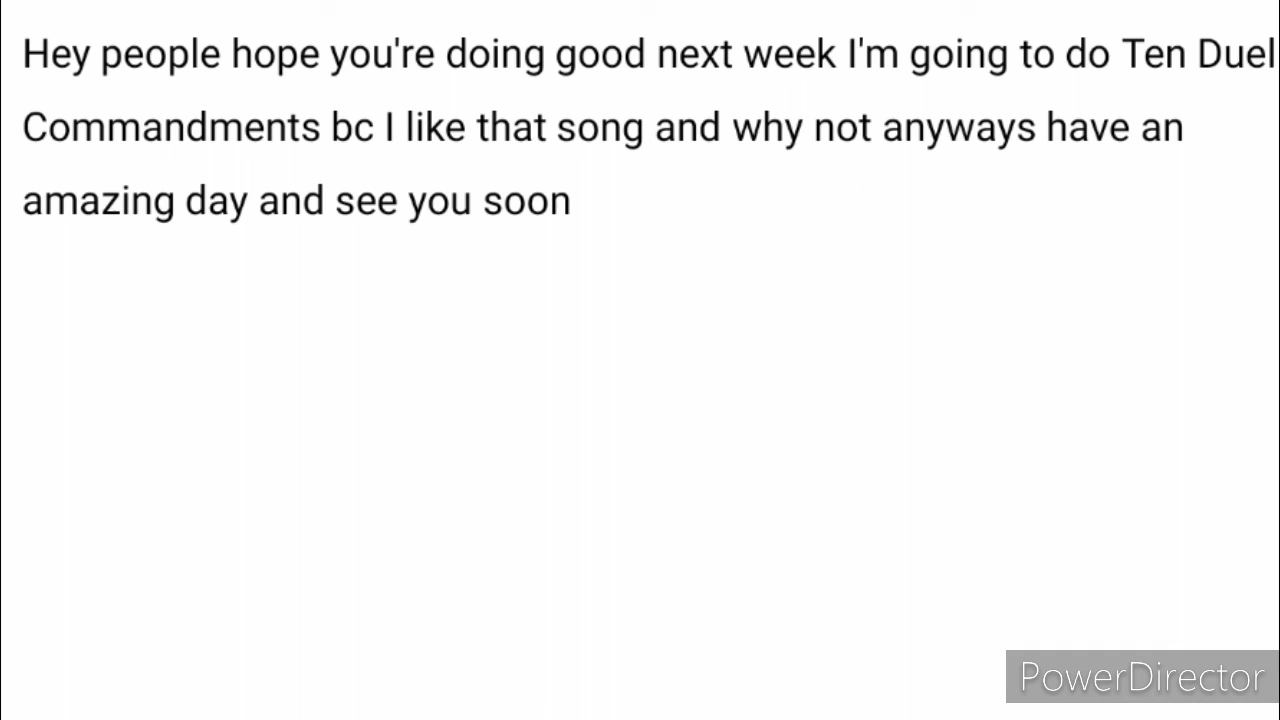 Hey people hope you're doing good next week I'm going to do Ten Duel
Commandments bc I like that song and why not anyways have an
amazing day and see you soon
PowerDirector